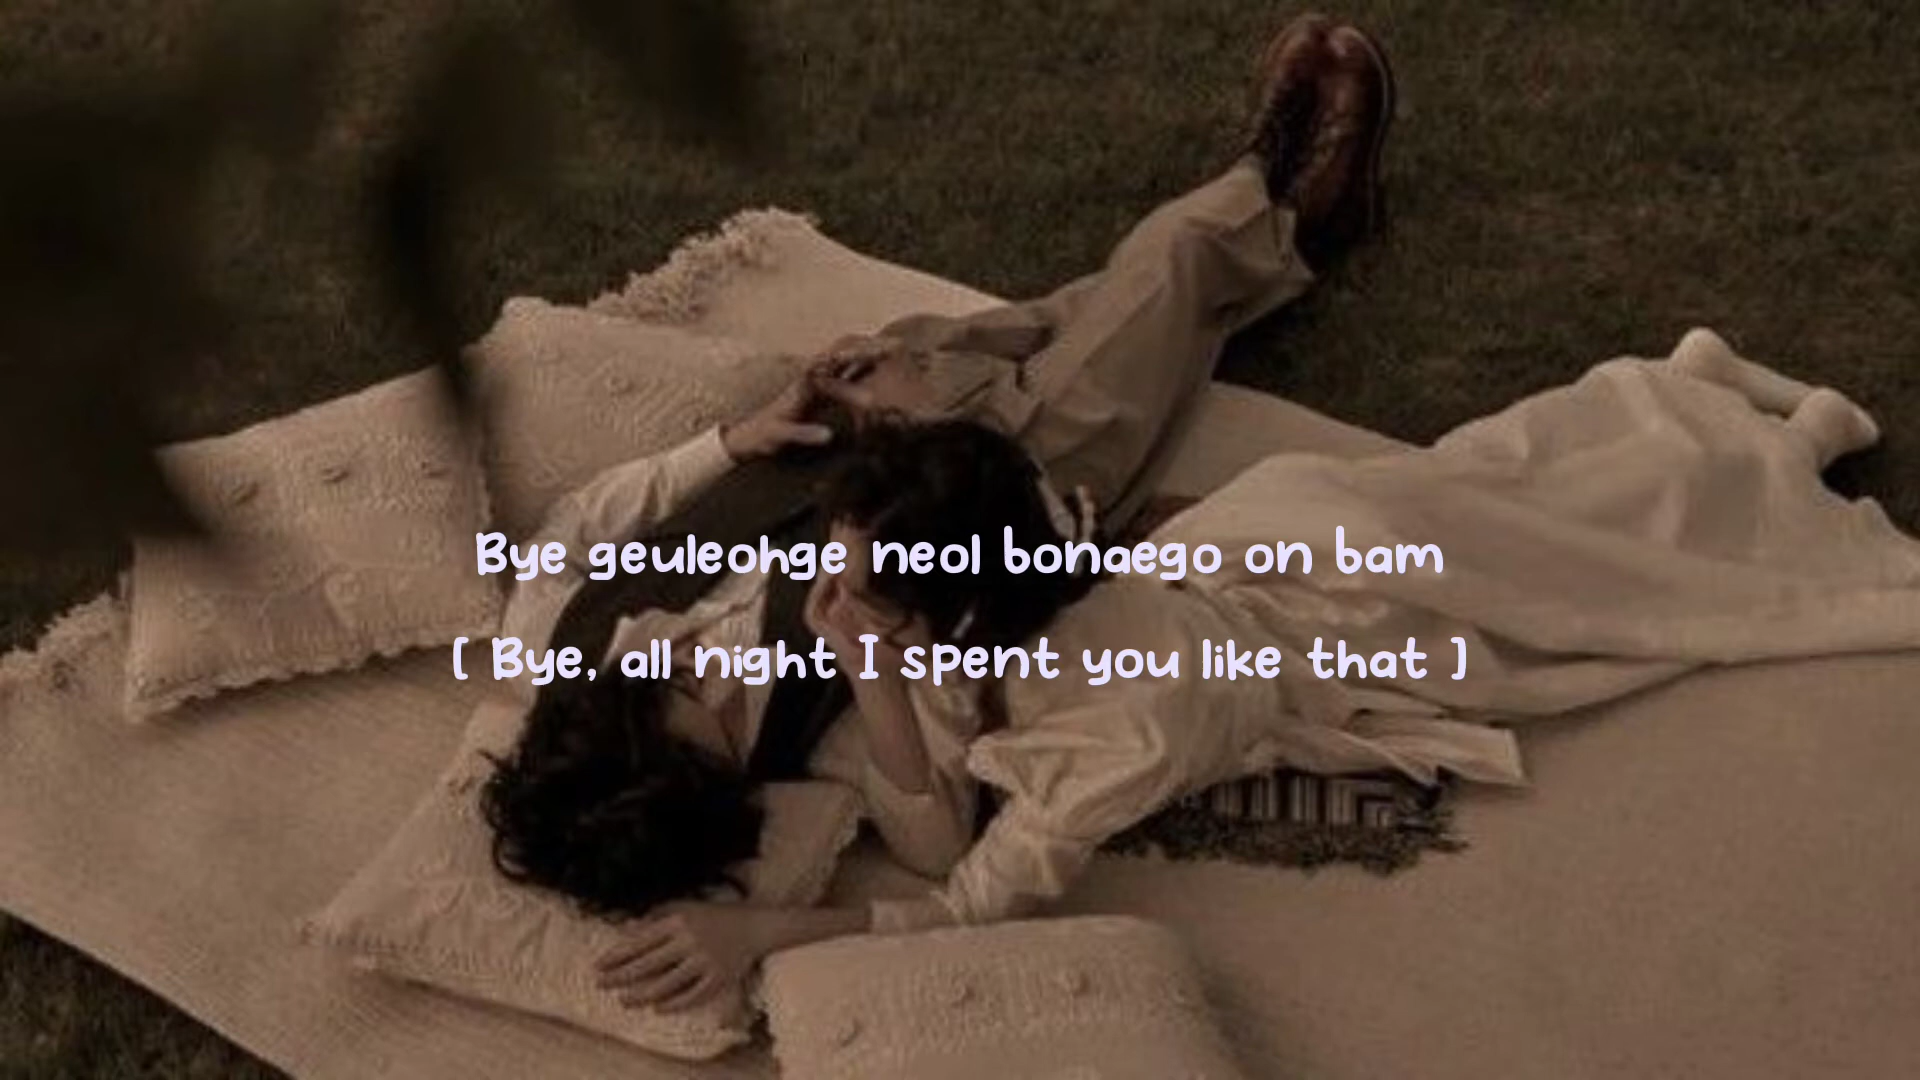 Bye geuleohge neol bonaego on bam
[ Bye, all night I spent you like that ]